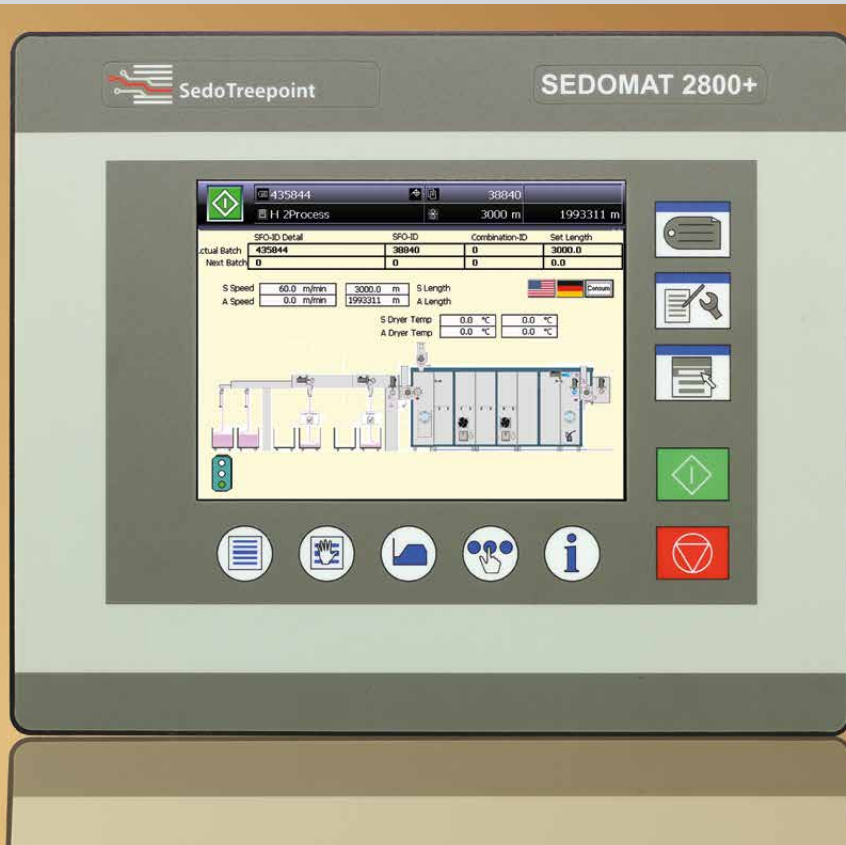 SedoTreepoint
SEDOMAT 2800+
435844 38840
H 2Process 3000 m 1993311 m
SFO-ID Detail SFO-ID Combination-ID Set Length
ctual Batch 435844 38840 0 3000.0
Next Batch 0 0 0 0.0
S Speed 60.0 m/min 3000.0 m S Length
A Speed 0.0 m/min 1993311 m A Length
Consum
S Dryer Temp 0.0 °C 0.0 °C
A Dryer Temp 0.0 °C 0.0 °C